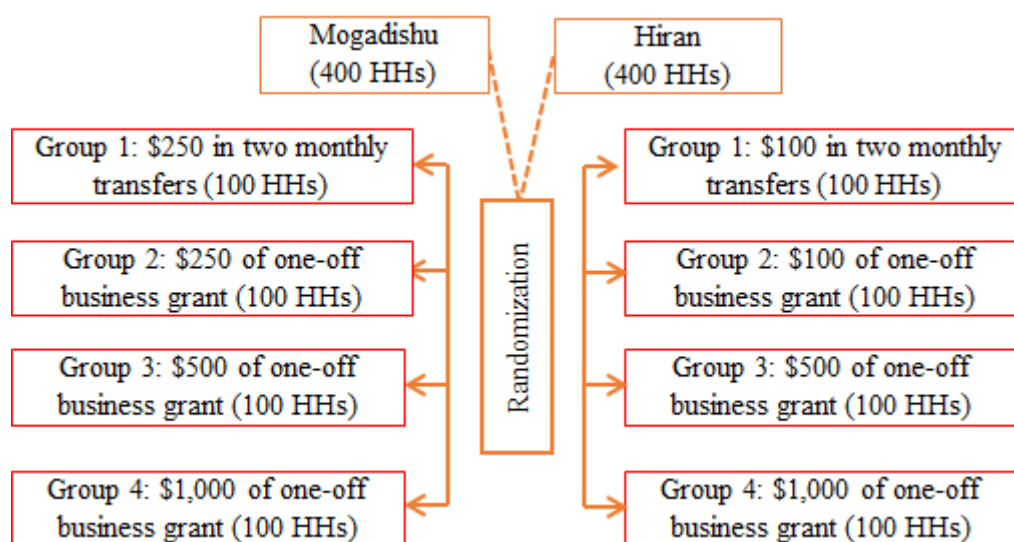 Mogadishu
(400 HHs)
Hiran
(400 HHs)
Group 1: $250 in two monthly
transfers (100 HHs)
Group 2: $250 of one-off
business grant (100 HHs)
Group 3: $500 of one-off
business grant (100 HHs)
Group 4: $1,000 of one-off
business grant (100 HHs)
Randomization
Group 1: $100 in two monthly
transfers (100 HHs)
Group 2: $100 of one-off
business grant (100 HHs)
Group 3: $500 of one-off
business grant (100 HHs)
Group 4: $1,000 of one-off
business grant (100 HHs)